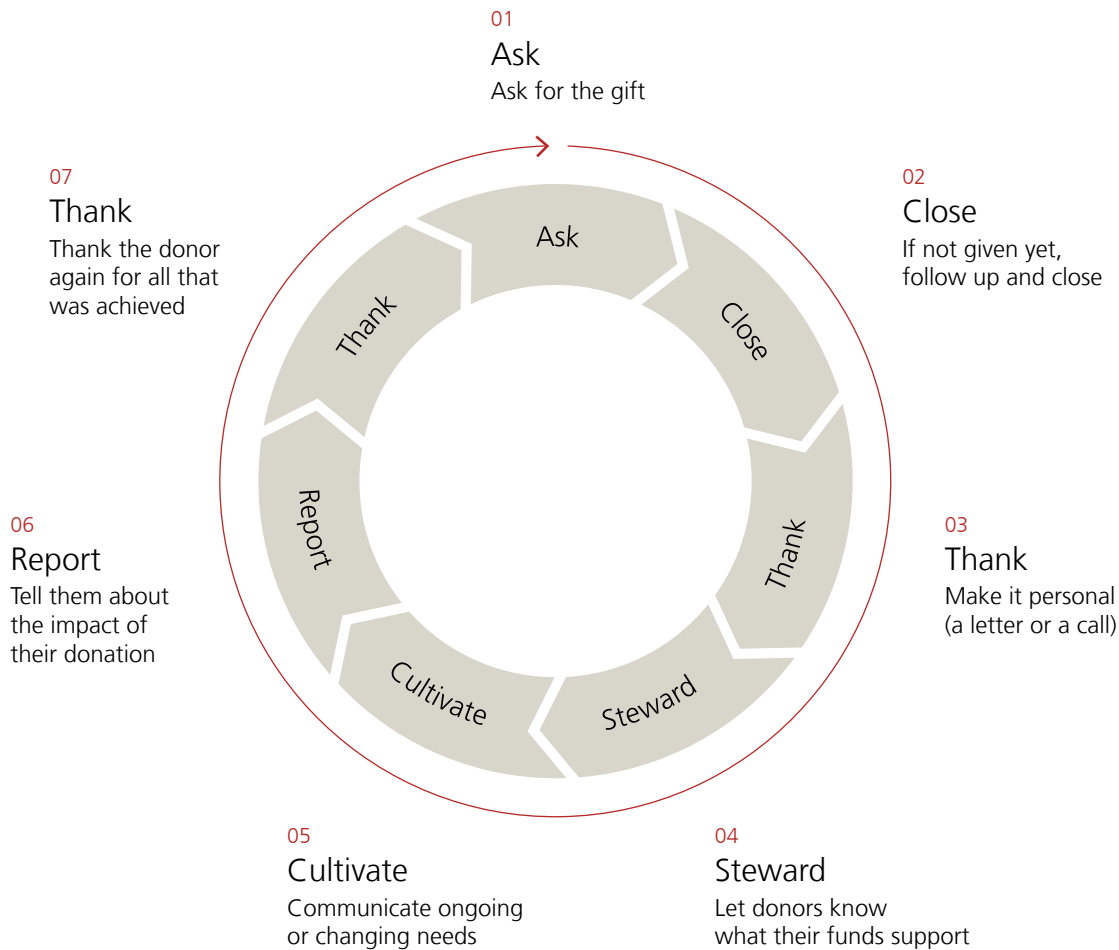 01
Ask
Ask for the gift
02
Close
If not given yet,
follow up and close
03
Thank
Make it personal
(a letter or a call)
04
Steward
Let donors know
what their funds support
05
Cultivate
Communicate ongoing
or changing needs
06
Report
Tell them about
the impact of
their donation
07
Thank
Thank the donor
again for all that
was achieved
Ask
Close
Thank
Steward
Cultivate
Report
Thank